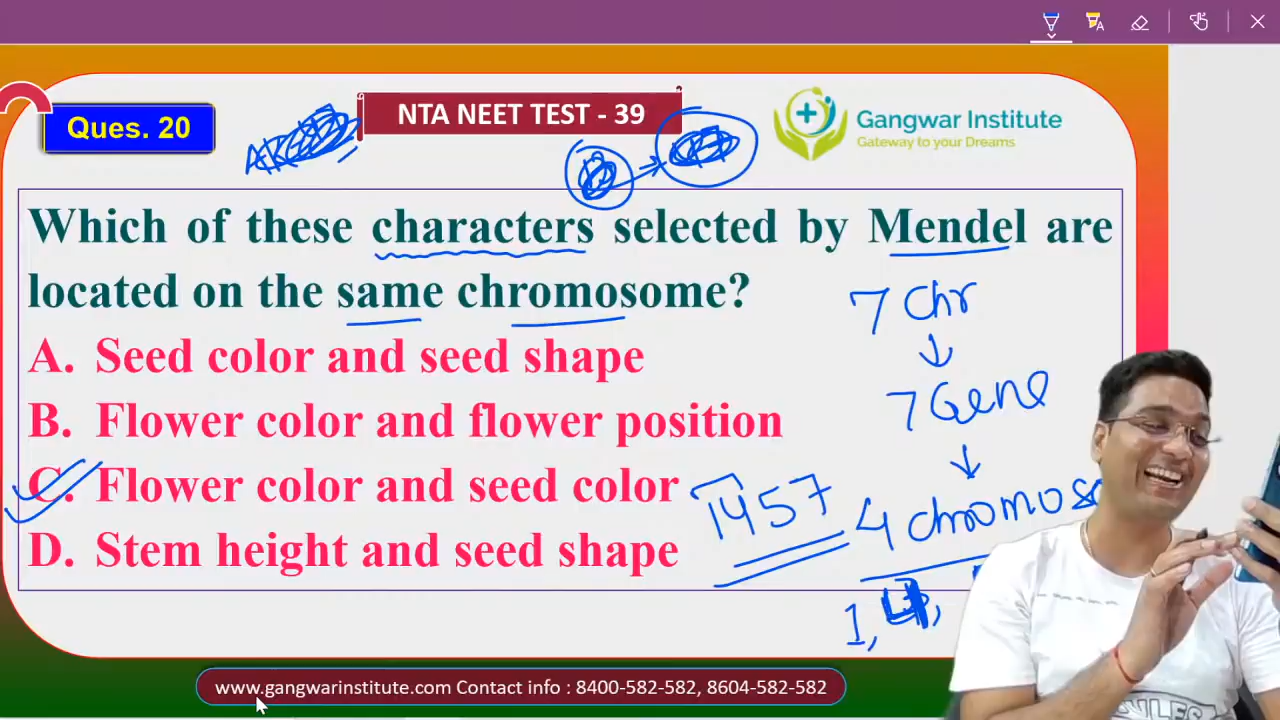 Ques. 20
NTA NEET TEST - 39
Gangwar Institute
Gateway to your Dreams
Which of these characters selected by Mendel are
located on the same chromosome?
A. Seed color and seed shape
B. Flower color and flower position
C. Flower color and seed color
D. Stem height and seed shape
7 Chr
7 Gene
1457
4 chromoso
1, 4,
www.gangwarinstitute.com Contact info : 8400-582-582, 8604-582-582